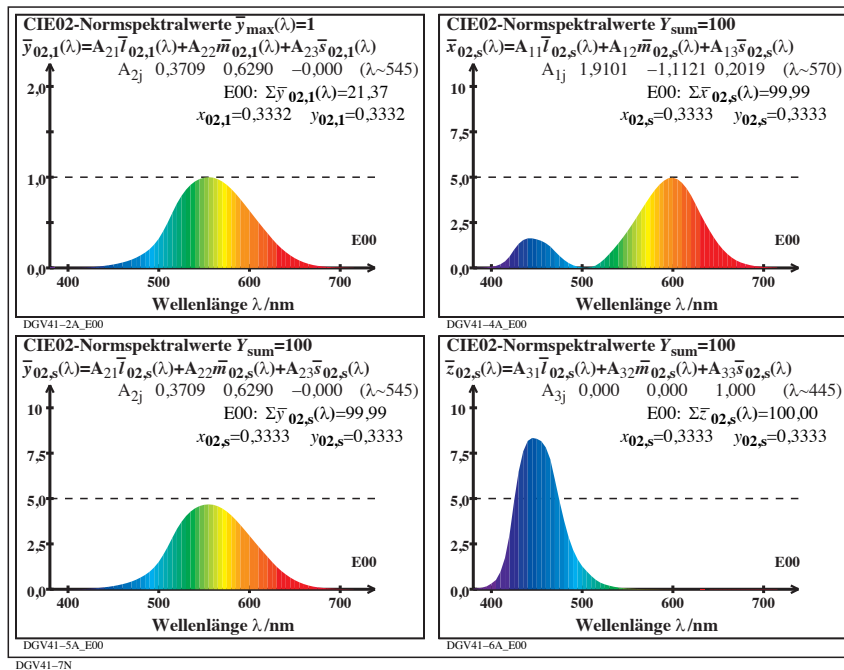 CIE02-Normspektralwerte y̅max(λ)=1
y̅02,1(λ)=A21l̅02,1(λ)+A22m̅02,1(λ)+A23s̅02,1(λ)
A2j 0,3709 0,6290 −0,000 (λ~545)
E00: Σy̅02,1(λ)=21,37
x02,1=0,3332 y02,1=0,3332
2,0
1,0
0,0
E00
400 500 600 700
Wellenlänge λ/nm
DGV41−2A_E00
CIE02-Normspektralwerte Ysum=100
x̅02,s(λ)=A11l̅02,s(λ)+A12m̅02,s(λ)+A13s̅02,s(λ)
A1j 1,9101 −1,1121 0,2019 (λ~570)
E00: Σx̅02,s(λ)=99,99
x02,s=0,3333 y02,s=0,3333
10
7,5
5,0
2,5
0,0
E00
400 500 600 700
Wellenlänge λ/nm
DGV41−4A_E00
CIE02-Normspektralwerte Ysum=100
y̅02,s(λ)=A21l̅02,s(λ)+A22m̅02,s(λ)+A23s̅02,s(λ)
A2j 0,3709 0,6290 −0,000 (λ~545)
E00: Σy̅02,s(λ)=99,99
x02,s=0,3333 y02,s=0,3333
10
7,5
5,0
2,5
0,0
E00
400 500 600 700
Wellenlänge λ/nm
DGV41−5A_E00
CIE02-Normspektralwerte Ysum=100
z̅02,s(λ)=A31l̅02,s(λ)+A32m̅02,s(λ)+A33s̅02,s(λ)
A3j 0,000 0,000 1,000 (λ~445)
E00: Σz̅02,s(λ)=100,00
x02,s=0,3333 y02,s=0,3333
10
7,5
5,0
2,5
0,0
E00
400 500 600 700
Wellenlänge λ/nm
DGV41−6A_E00
DGV41−7N